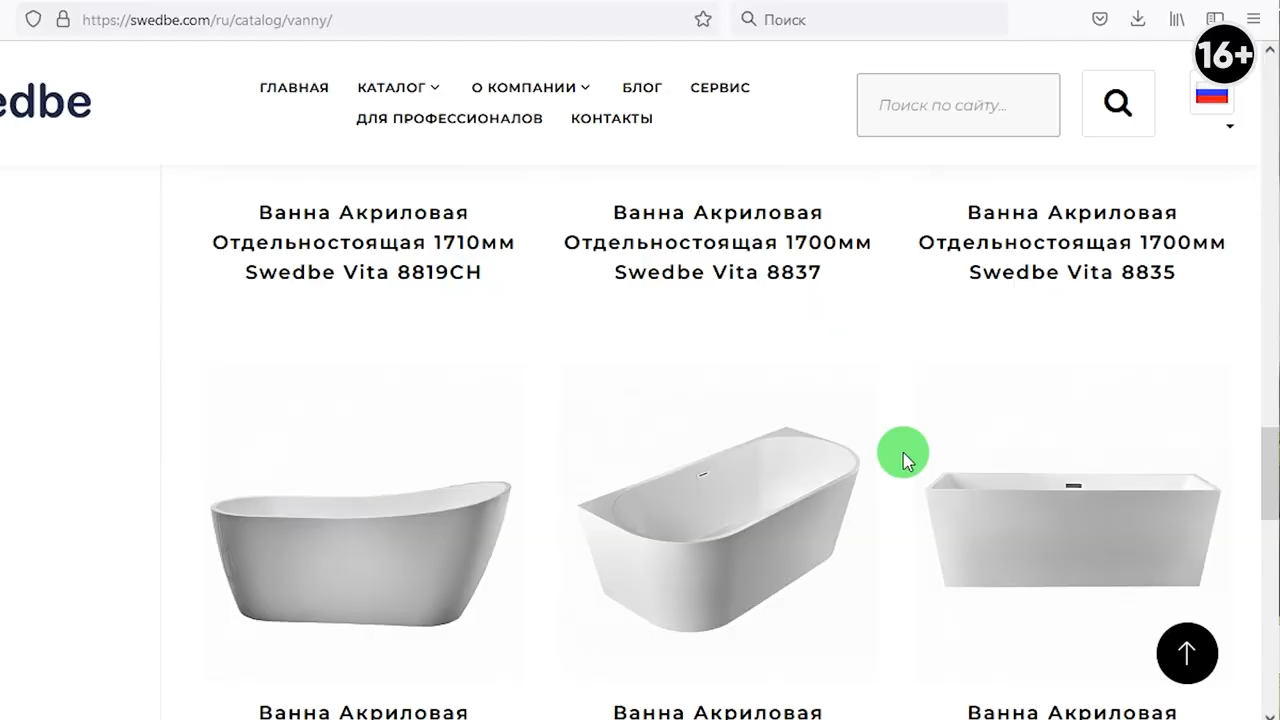 https://swedbe.com/ru/catalog/vanny/
Поиск
16+
edbe
ГЛАВНАЯ
КАТАЛОГ
О КОМПАНИИ
БЛОГ
СЕРВИС
ДЛЯ ПРОФЕССИОНАЛОВ
КОНТАКТЫ
Поиск по сайту...
Ванна Акриловая
Отдельностоящая 1710мм
Swedbe Vita 8819CH
Ванна Акриловая
Отдельностоящая 1700мм
Swedbe Vita 8837
Ванна Акриловая
Отдельностоящая 1700мм
Swedbe Vita 8835
Ванна Акриловая
Ванна Акриловая
Ванна Акриловая